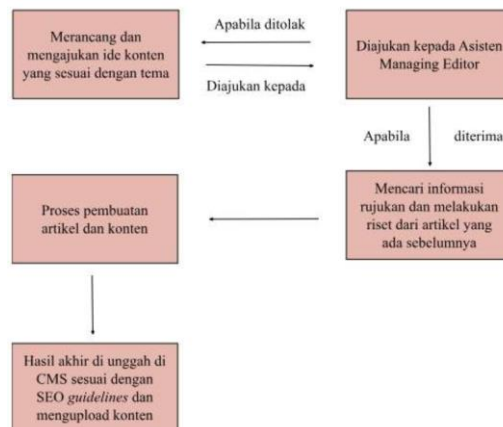 Merancang dan
mengajukan ide konten
yang sesuai dengan tema
Apabila ditolak
Diajukan kepada
Diajukan kepada Asisten
Managing Editor
Apabila diterima
Mencari informasi
rujukan dan melakukan
riset dari artikel yang
ada sebelumnya
Proses pembuatan
artikel dan konten
Hasil akhir di unggah di
CMS sesuai dengan
SEO guidelines dan
mengupload konten